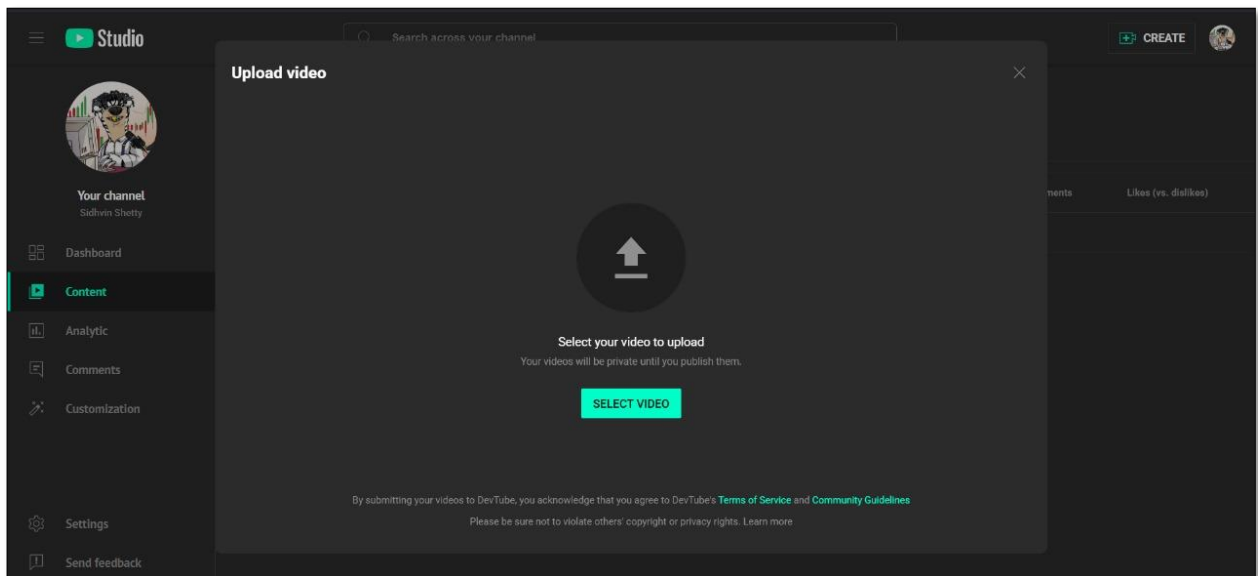 Studio
Search across your channel
CREATE
Upload video
Your channel
Sidhvin Shetty
ments
Likes (vs. dislikes)
Dashboard
Content
Analytic
Comments
Customization
Select your video to upload
Your videos will be private until you publish them.
SELECT VIDEO
By submitting your videos to DevTube, you acknowledge that you agree to DevTube's Terms of Service and Community Guidelines
Please be sure not to violate others' copyright or privacy rights. Learn more
Settings
Send feedback